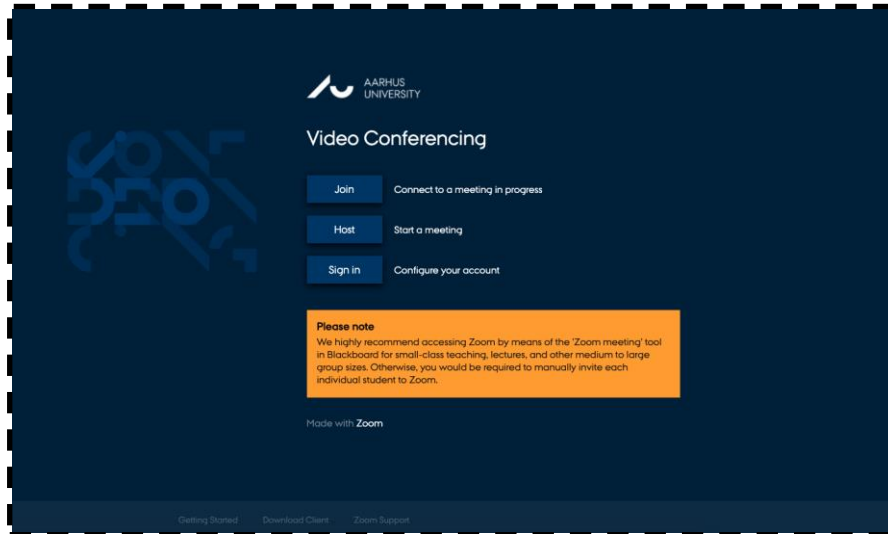 AARHUS
UNIVERSITY
Video Conferencing
Join Connect to a meeting in progress
Host Start a meeting
Sign in Configure your account
Please note
We highly recommend accessing Zoom by means of the 'Zoom meeting' tool
in Blackboard for small-class teaching, lectures, and other medium to large
group sizes. Otherwise, you would be required to manually invite each
individual student to Zoom.
Made with Zoom
Getting Started Download Client Zoom Support